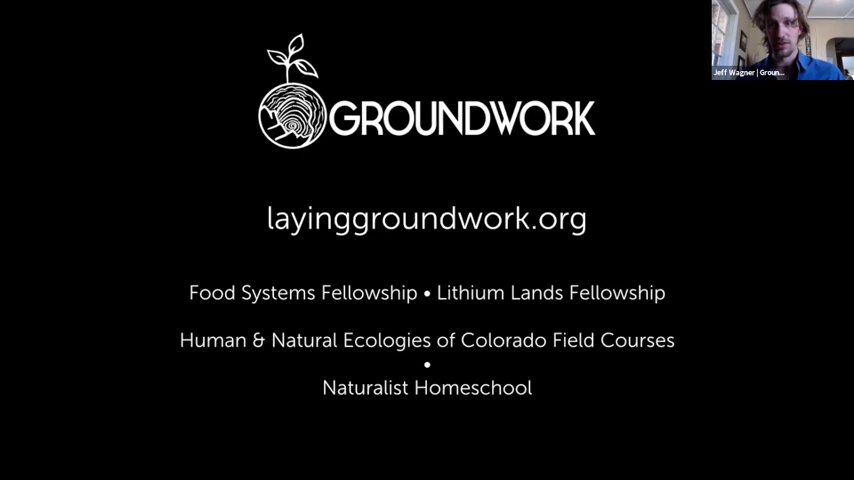 Jeff Wagner | Groun...
GROUNDWORK
layinggroundwork.org
Food Systems Fellowship • Lithium Lands Fellowship
Human & Natural Ecologies of Colorado Field Courses
•
Naturalist Homeschool